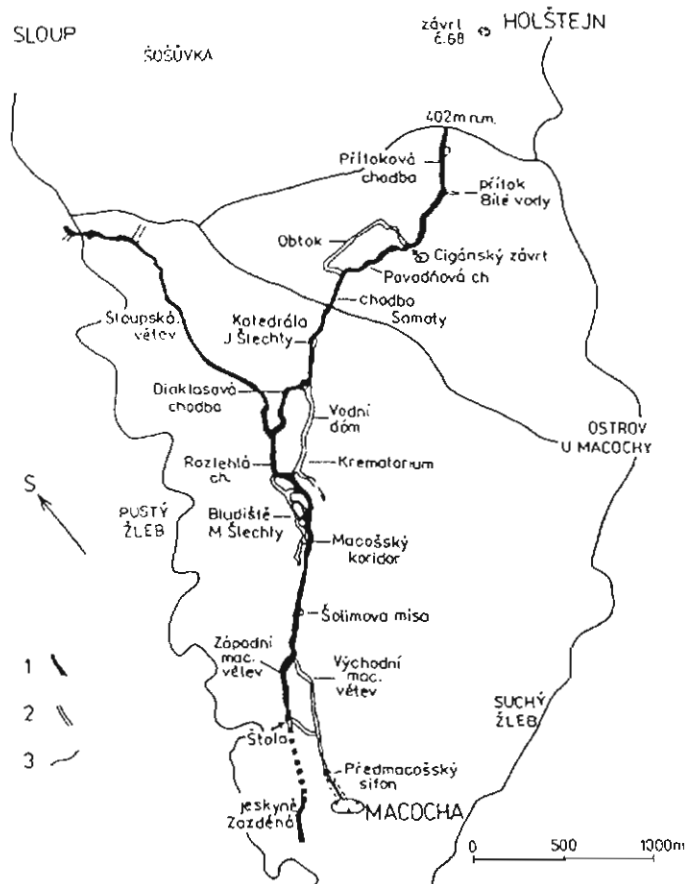 SLOUP
ŠOŠŮVKA
závrt
č.68
HOLŠTEJN
402m n.m.
Přítoková
chodba
přítok
Bílé vody
Obtok
Cigánský závrt
Povodňová ch
chodba
Samoty
Sloupská
větev
Katedrála
J Šlechty
Diaklasová
chodba
Vodní
dóm
OSTROV
U MACOCHY
Rozlehlá
ch.
Krematorium
S
PUSTÝ
ŽLEB
Bludiště
M Šlechty
Macošský
koridor
Šolimova mísa
Západní
mac.
větev
Východní
mac.
větev
1
2
3
SUCHÝ
ŽLEB
Štola
Předmacošský
sifon
jeskyně
Zazděná
MACOCHA
0 500 1000m